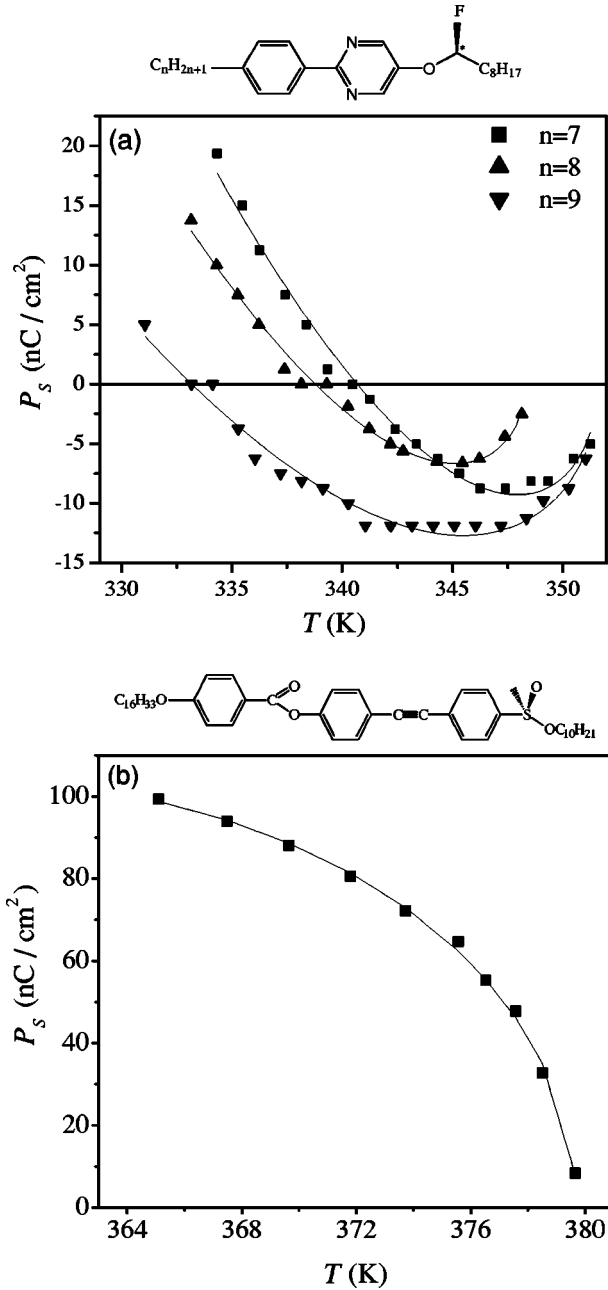 F
N
*
CₙH₂ₙ₊₁
O
C₈H₁₇
N
(a)
n=7
n=8
n=9
20
15
10
5
0
-5
-10
-15
Pₛ (nC / cm²)
330 335 340 345 350
T (K)
O
C₁₆H₃₃O
C
O
C C
O
S
OC₁₀H₂₁
(b)
100
80
60
40
20
0
Pₛ (nC / cm²)
364 368 372 376 380
T (K)